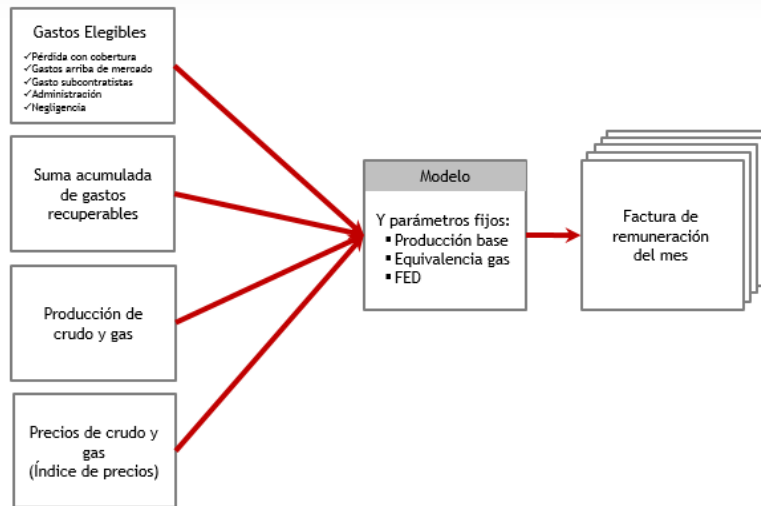 Gastos Elegibles
✓Pérdida con cobertura
✓Gastos arriba de mercado
✓Gasto subcontratistas
✓Administración
✓Negligencia
Suma acumulada
de gastos
recuperables
Producción de
crudo y gas
Precios de crudo y
gas
(Índice de precios)
Modelo
Y parámetros fijos:
▪ Producción base
▪ Equivalencia gas
▪ FED
Factura de
remuneración
del mes